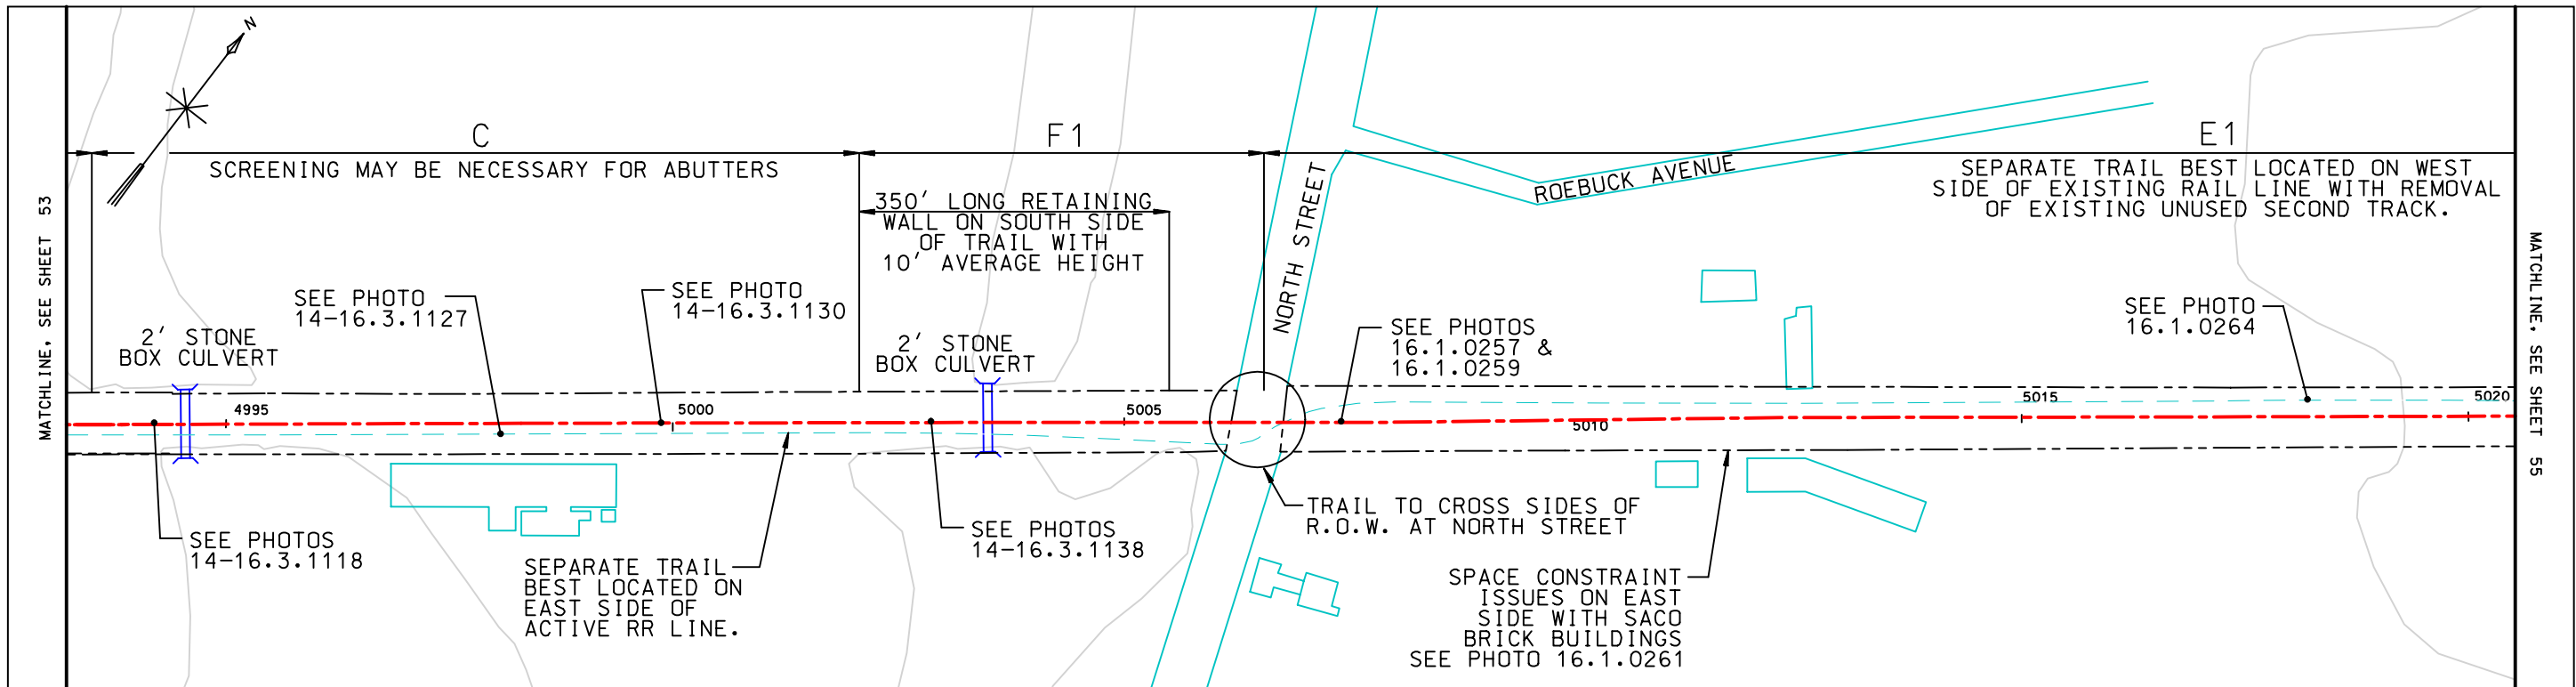 N
C
F1
E1
SCREENING MAY BE NECESSARY FOR ABUTTERS
350' LONG RETAINING
WALL ON SOUTH SIDE
OF TRAIL WITH
10' AVERAGE HEIGHT
NORTH STREET
ROEBUCK AVENUE
SEPARATE TRAIL BEST LOCATED ON WEST
SIDE OF EXISTING RAIL LINE WITH REMOVAL
OF EXISTING UNUSED SECOND TRACK.
MATCHLINE, SEE SHEET 53
MATCHLINE, SEE SHEET 55
2' STONE
BOX CULVERT
SEE PHOTO
14-16.3.1127
SEE PHOTO
14-16.3.1130
2' STONE
BOX CULVERT
SEE PHOTOS
16.1.0257 &
16.1.0259
SEE PHOTO
16.1.0264
4995
5000
5005
5010
5015
5020
SEE PHOTOS
14-16.3.1118
SEPARATE TRAIL
BEST LOCATED ON
EAST SIDE OF
ACTIVE RR LINE.
SEE PHOTOS
14-16.3.1138
TRAIL TO CROSS SIDES OF
R.O.W. AT NORTH STREET
SPACE CONSTRAINT
ISSUES ON EAST
SIDE WITH SACO
BRICK BUILDINGS
SEE PHOTO 16.1.0261